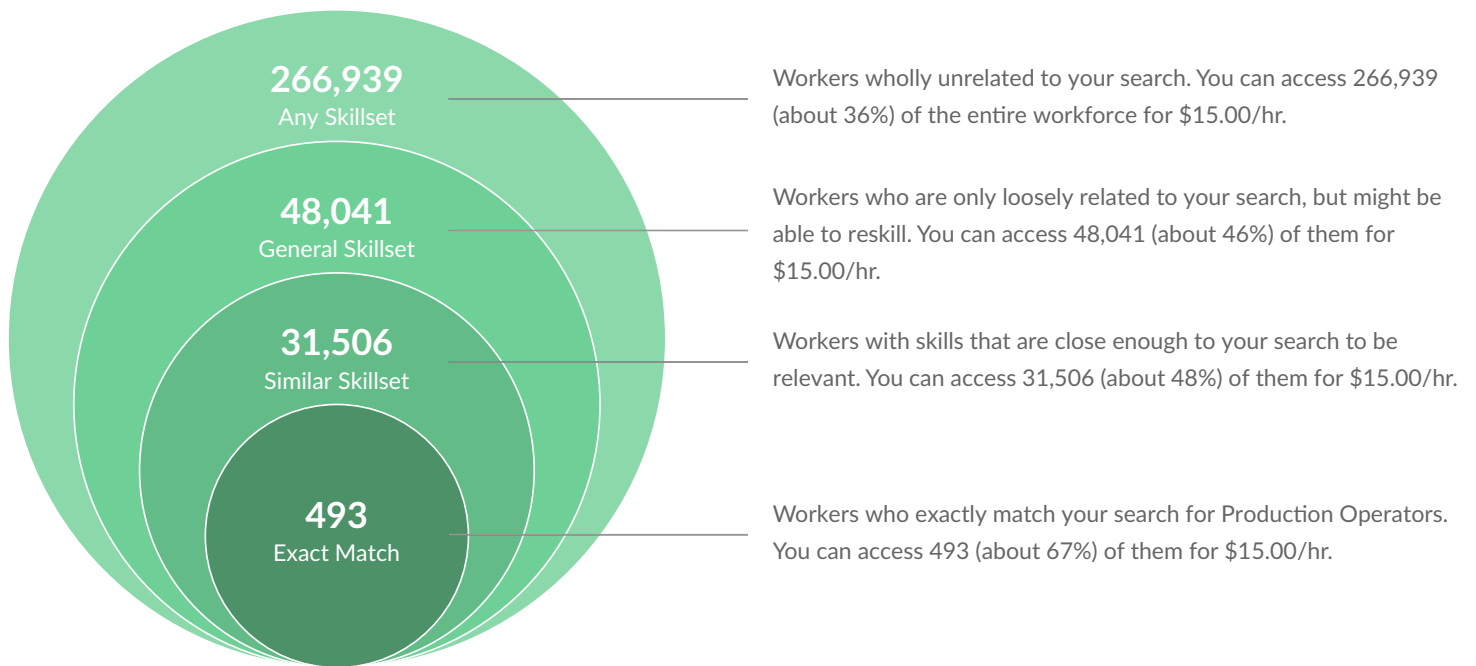 266,939
Any Skillset
Workers wholly unrelated to your search. You can access 266,939
(about 36%) of the entire workforce for $15.00/hr.
48,041
General Skillset
Workers who are only loosely related to your search, but might be
able to reskill. You can access 48,041 (about 46%) of them for
$15.00/hr.
31,506
Similar Skillset
Workers with skills that are close enough to your search to be
relevant. You can access 31,506 (about 48%) of them for $15.00/hr.
493
Exact Match
Workers who exactly match your search for Production Operators.
You can access 493 (about 67%) of them for $15.00/hr.